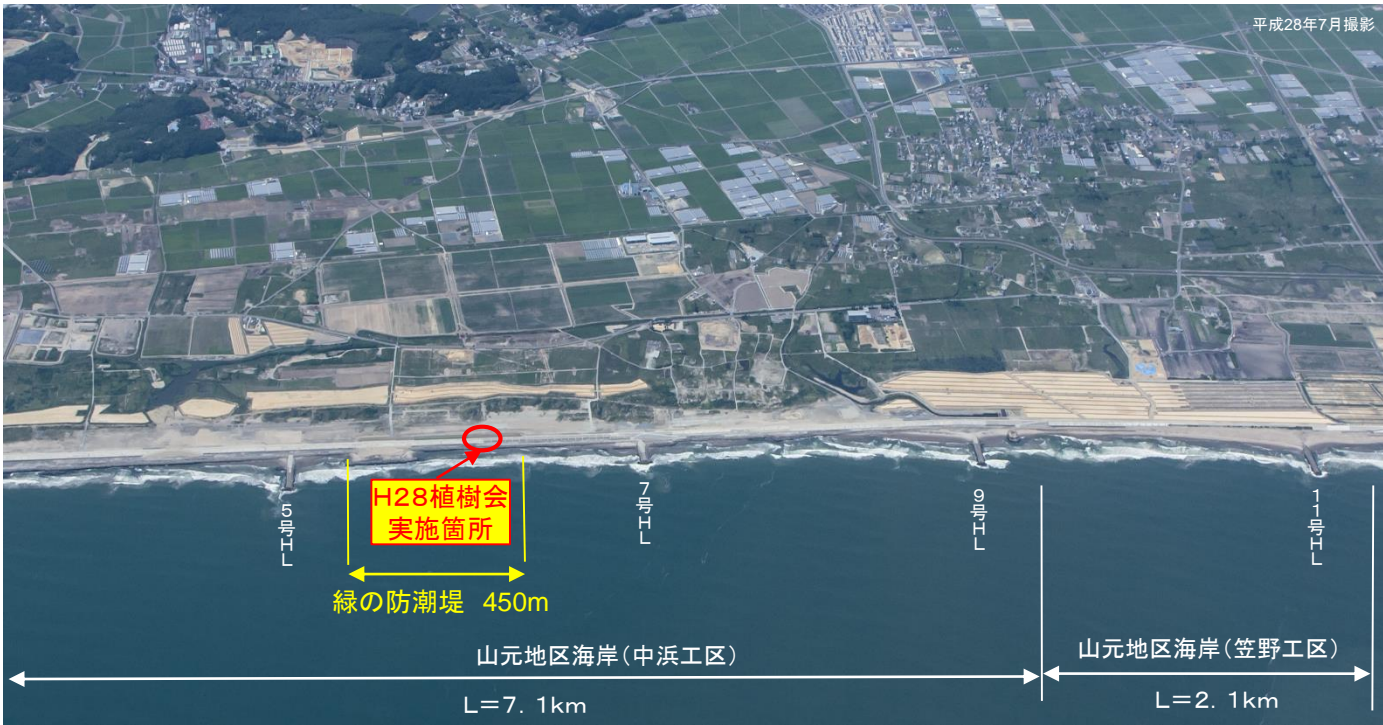 平成28年7月撮影
H28植樹会
実施箇所
5号HL
7号HL
9号HL
11号HL
緑の防潮堤 450m
山元地区海岸(中浜工区)
L=7.1km
山元地区海岸(笠野工区)
L=2.1km